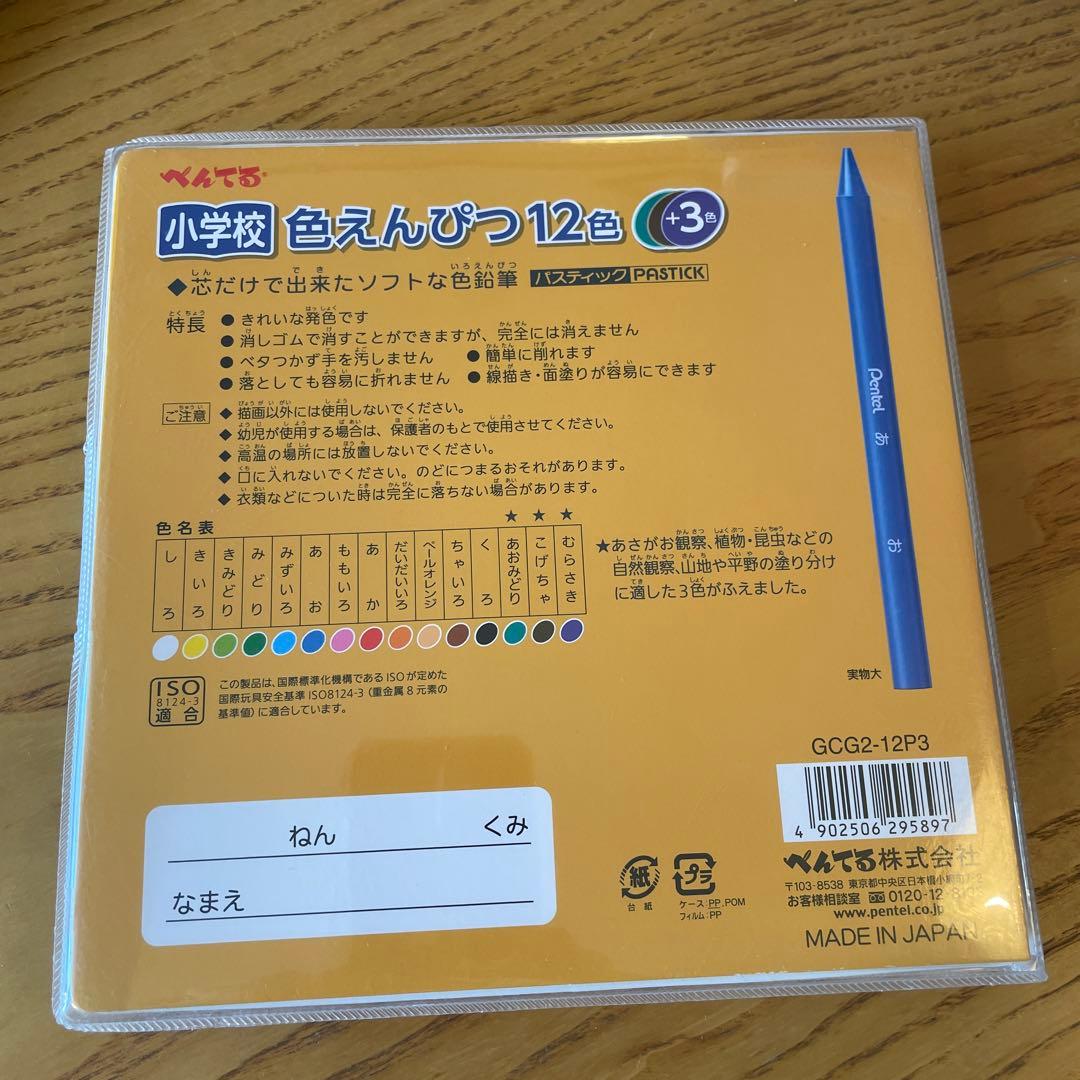 ぺんてる
小学校 色えんぴつ12色 +3色
◆芯だけで出来たソフトな色鉛筆 パスティック PASTICK
特長 ●きれいな発色です
●消しゴムで消すことができますが、完全には消えません
●ベタつかず手を汚しません ●簡単に削れます
●落としても容易に折れません ●線描き・面塗りが容易にできます
ご注意 ◆描画以外には使用しないでください。
◆幼児が使用する場合は、保護者のもとで使用させてください。
◆高温の場所には放置しないでください。
◆口に入れないでください。のどにつまるおそれがあります。
◆衣類などについた時は完全に落ちない場合があります。
色名表
★ ★ ★
しろ
きいろ
きみどり
みどり
みずいろ
あお
ももいろ
あか
だいだいいろ
ペールオレンジ
ちゃいろ
くろ
あおみどり
こげちゃ
むらさき
★あさがお観察、植物・昆虫などの
自然観察、山地や平野の塗り分け
に適した3色がふえました。
Pentel あお
実物大
ISO
8124-3
適合
この製品は、国際標準化機構であるISOが定めた
国際玩具安全基準ISO8124-3(重金属8元素の
基準値)に適合しています。
GCG2-12P3
4 902506 295897
ねん くみ
なまえ
紙
台紙
プラ
ケース:PP.POM
フィルム:PP
ぺんてる株式会社
〒103-8538 東京都中央区日本橋小網町7-2
お客様相談室 0120-12-8133
www.pentel.co.jp
MADE IN JAPAN